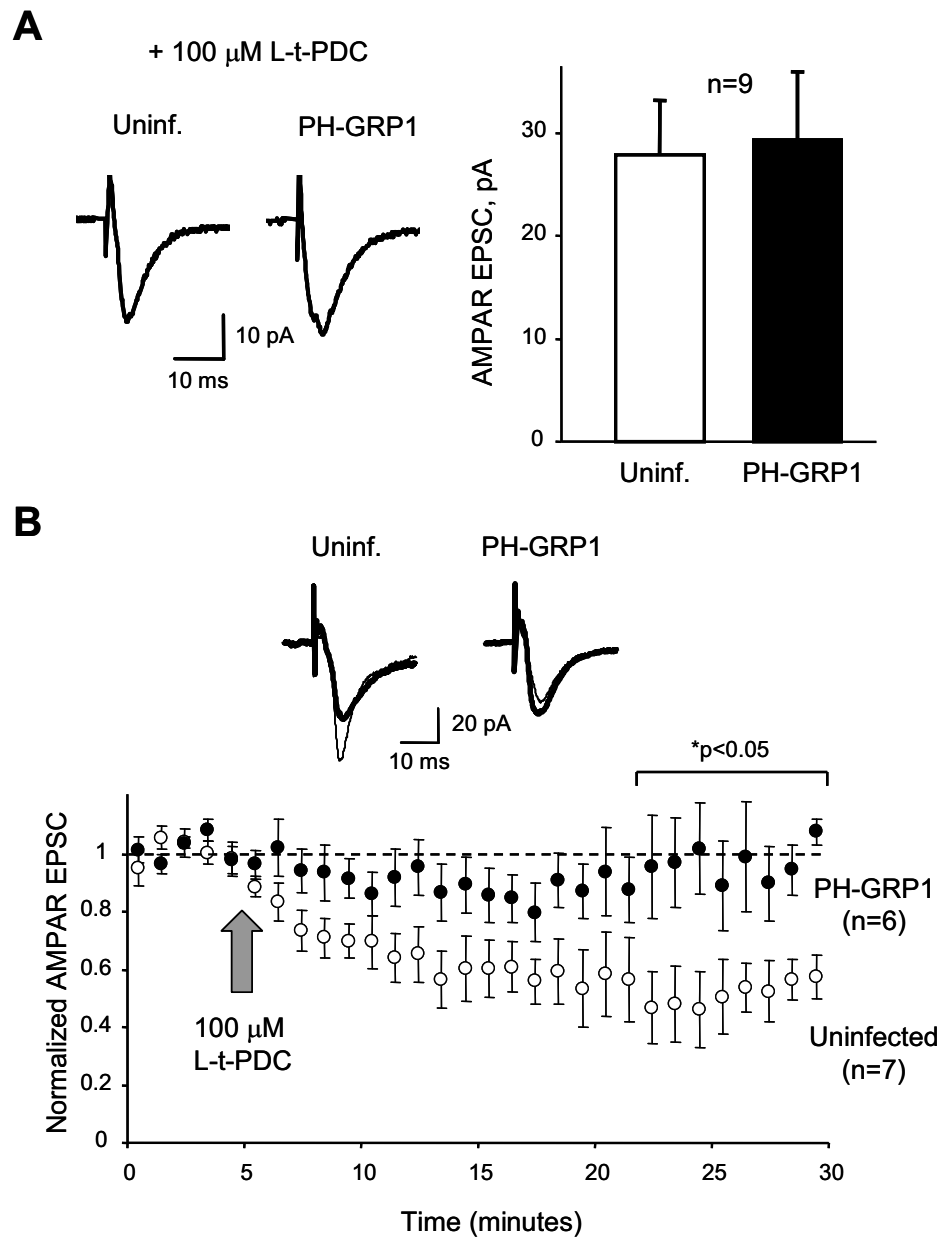 A
+ 100 μM L-t-PDC
Uninf.
PH-GRP1
10 pA
10 ms
n=9
AMPAR EPSC, pA
30
20
10
0
Uninf.
PH-GRP1
B
Uninf.
PH-GRP1
20 pA
10 ms
*p<0.05
Normalized AMPAR EPSC
1
0.8
0.6
0.4
0.2
0
100 μM
L-t-PDC
PH-GRP1
(n=6)
Uninfected
(n=7)
0 5 10 15 20 25 30
Time (minutes)